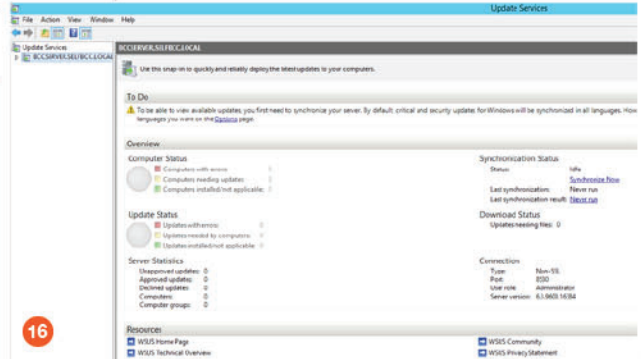 Update Services
File Action View Window Help
Update Services
BCCSERVER.SELFBCC.LOCAL
BCCSERVER.SELFBCC.LOCAL
Use this snap-in to quickly and reliably deploy the latest updates to your computers.
To Do
To be able to view available updates, you first need to synchronize your server. By default, critical and security updates for Windows will be synchronized in all languages. How
languages you want on the Options page.
Overview
Computer Status
Computers with errors: 0
Computers needing updates: 0
Computers installed/not applicable: 0
Synchronization Status
Status: Idle
Synchronize Now
Last synchronization: Never run
Last synchronization result: Never run
Update Status
Updates with errors: 0
Updates needed by computers: 0
Updates installed/not applicable: 0
Download Status
Updates needing files: 0
Server Statistics
Unapproved updates: 0
Approved updates: 0
Declined updates: 0
Computers: 0
Computer groups: 0
Connection
Type: Non-SSL
Port: 8530
User role: Administrator
Server version: 6.3.9600.16384
16
Resources
WSUS Home Page
WSUS Technical Overview
WSUS Community
WSUS Privacy Statement